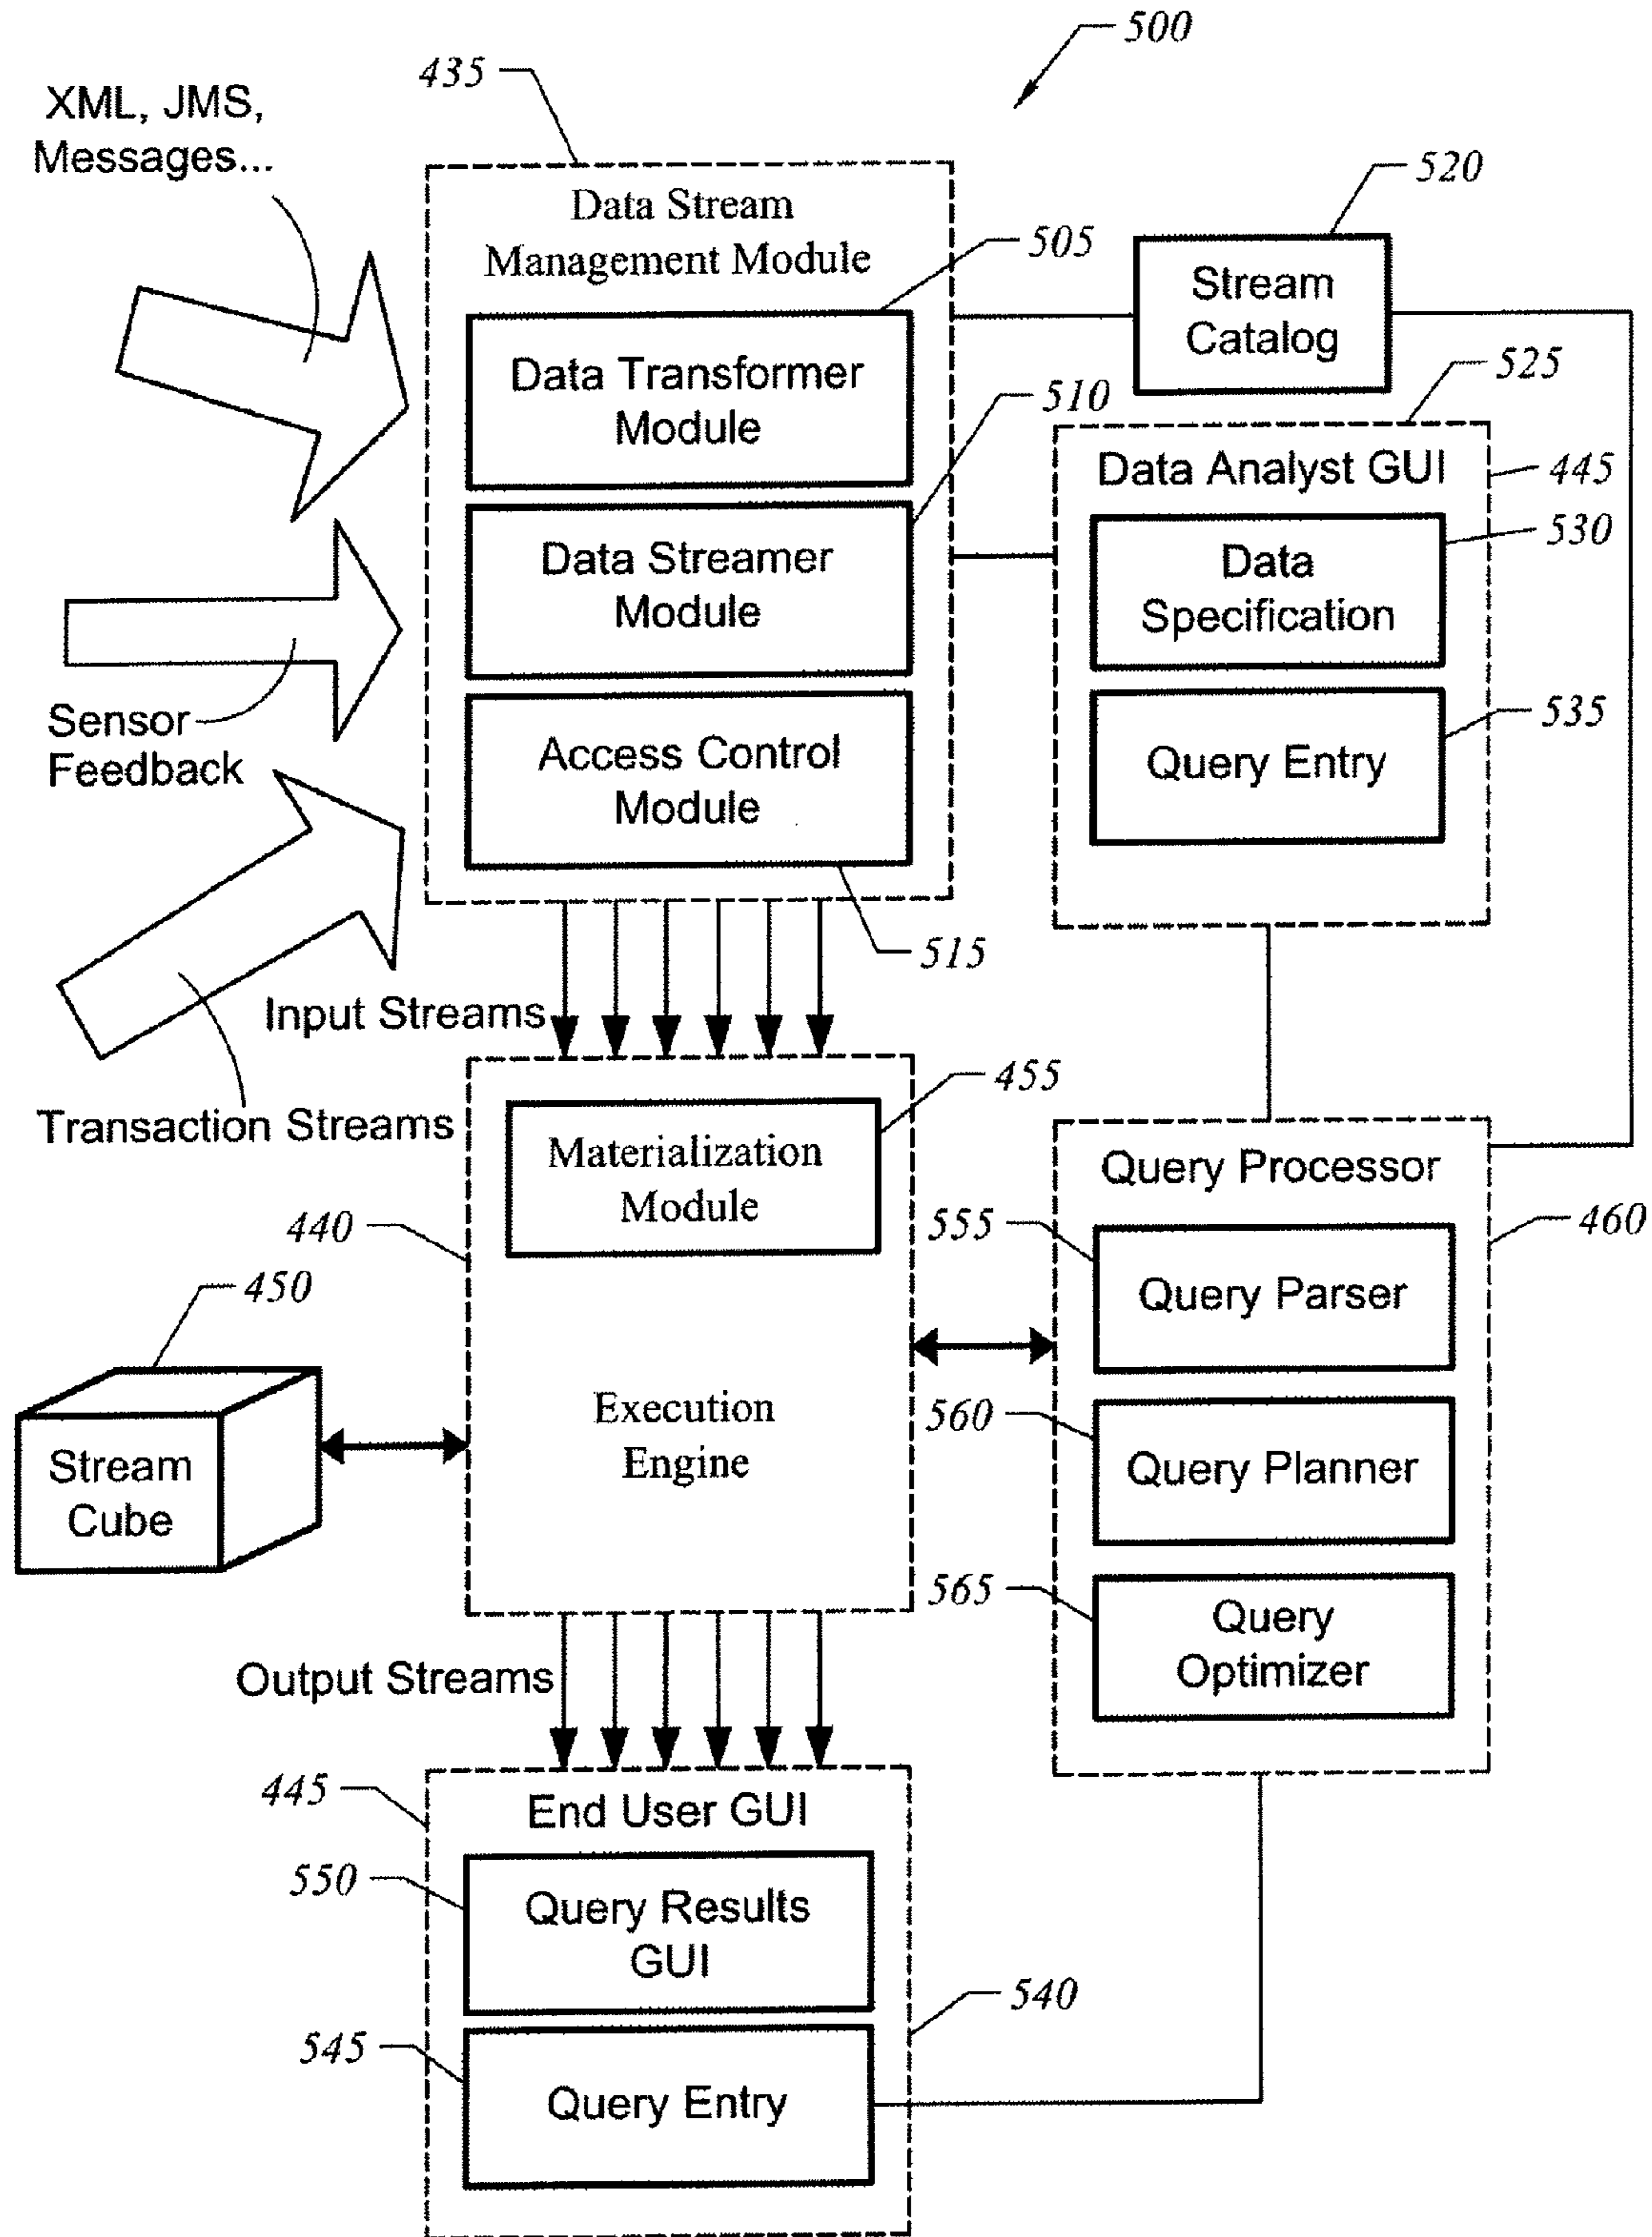 500
435
XML, JMS,
Messages...
Data Stream
Management Module
520
505
Stream
Catalog
Data Transformer
Module
525
510
Data Analyst GUI
445
Data Streamer
Module
Data
Specification
530
Sensor
Feedback
Access Control
Module
Query Entry
535
515
Input Streams
455
Transaction Streams
Materialization
Module
Query Processor
440
555
460
450
Query Parser
Stream
Cube
Execution
Engine
560
Query Planner
565
Query
Optimizer
Output Streams
445
End User GUI
550
Query Results
GUI
540
545
Query Entry